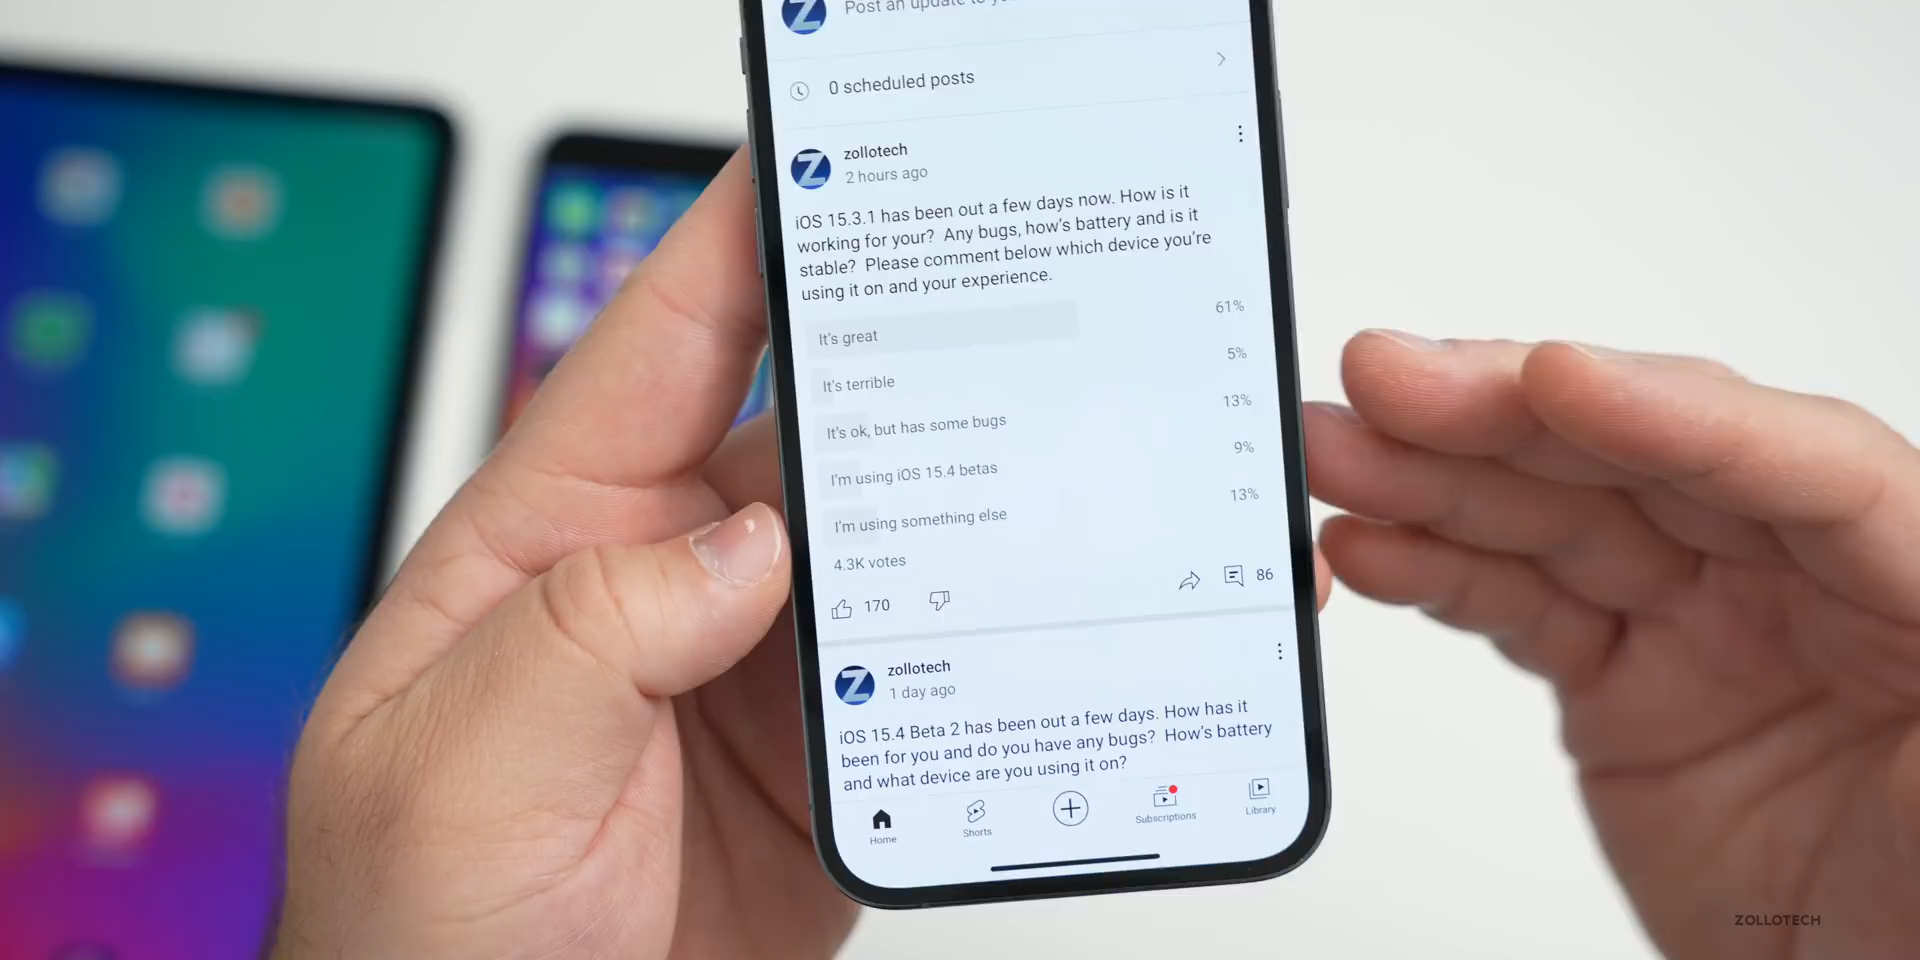 Post an update to
0 scheduled posts
zollotech
2 hours ago
iOS 15.3.1 has been out a few days now. How is it
working for your? Any bugs, how's battery and is it
stable? Please comment below which device you're
using it on and your experience.
It's great 61%
It's terrible 5%
It's ok, but has some bugs 13%
I'm using iOS 15.4 betas 9%
I'm using something else 13%
4.3K votes
170
86
zollotech
1 day ago
iOS 15.4 Beta 2 has been out a few days. How has it
been for you and do you have any bugs? How's battery
and what device are you using it on?
Home
Shorts
Subscriptions
Library
ZOLLOTECH